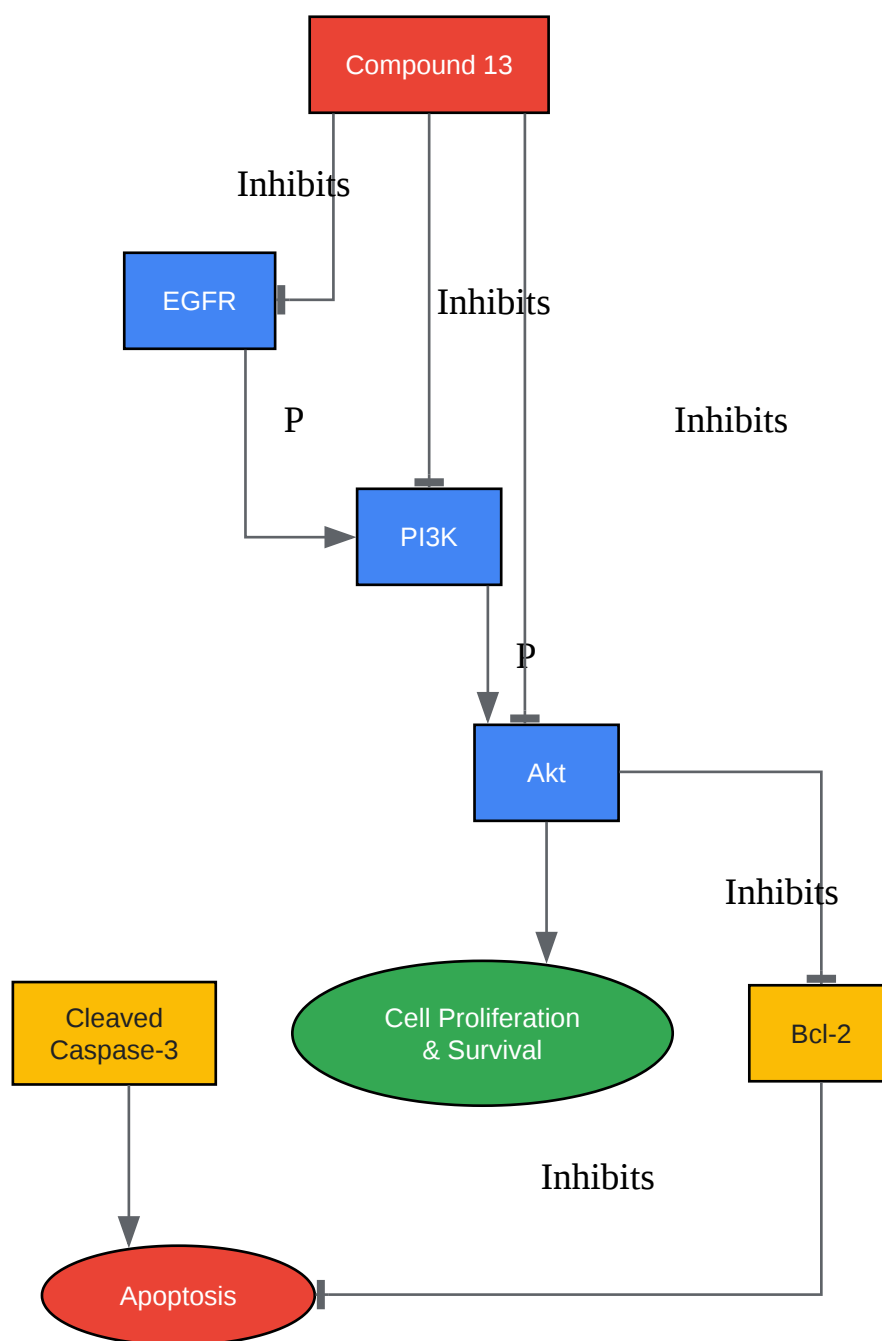 Compound 13
Inhibits
EGFR
Inhibits
P
Inhibits
PI3K
P
Akt
Inhibits
Cleaved
Caspase-3
Cell Proliferation
& Survival
Bcl-2
Inhibits
Apoptosis